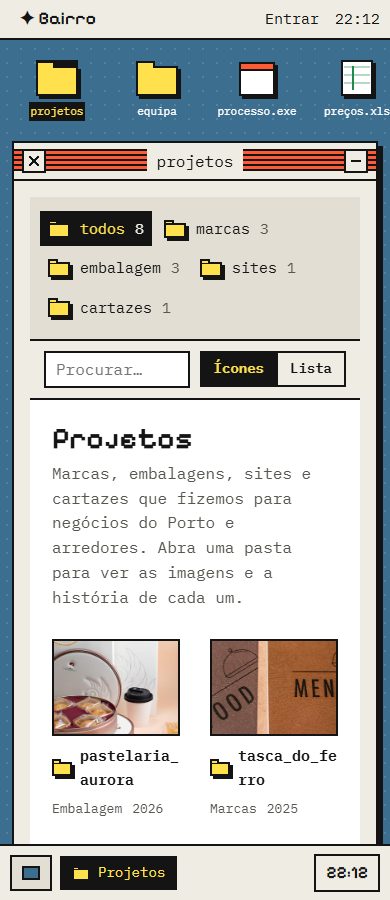 Bairro
Entrar 22:12
projetos
equipa
processo.exe
preços.xls
projetos
todos 8
marcas 3
embalagem 3
sites 1
cartazes 1
Procurar…
Ícones
Lista
Projetos
Marcas, embalagens, sites e
cartazes que fizemos para
negócios do Porto e
arredores. Abra uma pasta
para ver as imagens e a
história de cada um.
OOD
MEN
pastelaria_
aurora
Embalagem 2026
tasca_do_fe
rro
Marcas 2025
Projetos
22:12